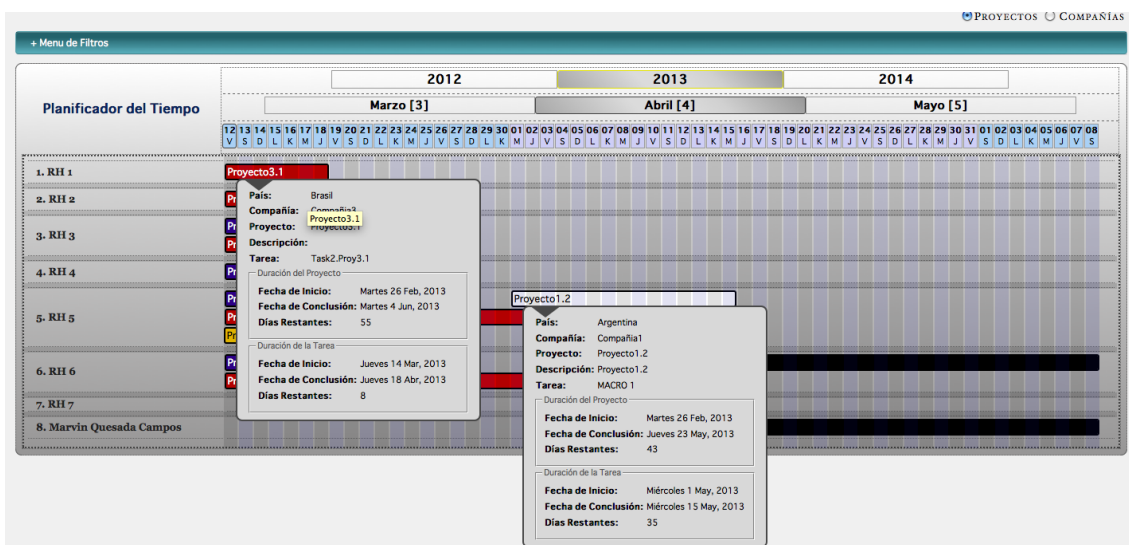 PROYECTOS COMPAÑÍAS
+ Menu de Filtros
Planificador del Tiempo
2012 2013 2014
Marzo [3] Abril [4] Mayo [5]
12 13 14 15 16 17 18 19 20 21 22 23 24 25 26 27 28 29 30 01 02 03 04 05 06 07 08 09 10 11 12 13 14 15 16 17 18 19 20 21 22 23 24 25 26 27 28 29 30 31 01 02 03 04 05 06 07 08
V S D L K M J V S D L K M J V S D L K M J V S D L K M J V S D L K M J V S D L K M J V S D L K M J V S D L K M J V S
1. RH 1
Proyecto3.1
2. RH 2
Pr
3. RH 3
Pr
Pr
4. RH 4
Pr
5. RH 5
Pr
Pr
Pr
6. RH 6
Pr
Pr
7. RH 7
8. Marvin Quesada Campos
País: Brasil
Compañía: Compañia3
Proyecto: Proyecto3.1
Proyecto3.1
Descripción:
Tarea: Task2.Proy3.1
Duración del Proyecto
Fecha de Inicio: Martes 26 Feb, 2013
Fecha de Conclusión: Martes 4 Jun, 2013
Días Restantes: 55
Duración de la Tarea
Fecha de Inicio: Jueves 14 Mar, 2013
Fecha de Conclusión: Jueves 18 Abr, 2013
Días Restantes: 8
Proyecto1.2
País: Argentina
Compañía: Compañia1
Proyecto: Proyecto1.2
Descripción: Proyecto1.2
Tarea: MACRO 1
Duración del Proyecto
Fecha de Inicio: Martes 26 Feb, 2013
Fecha de Conclusión: Jueves 23 May, 2013
Días Restantes: 43
Duración de la Tarea
Fecha de Inicio: Miércoles 1 May, 2013
Fecha de Conclusión: Miércoles 15 May, 2013
Días Restantes: 35